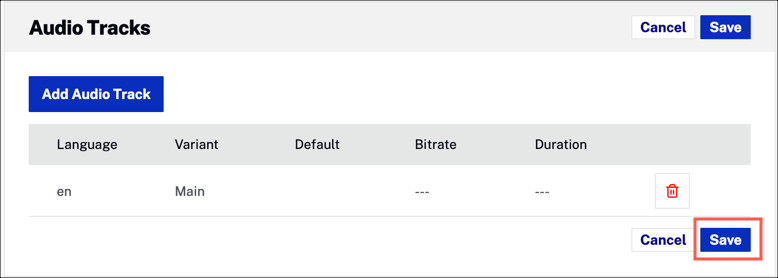 Audio Tracks Cancel Save
Add Audio Track
Language Variant Default Bitrate Duration
en Main --- ---
Cancel Save